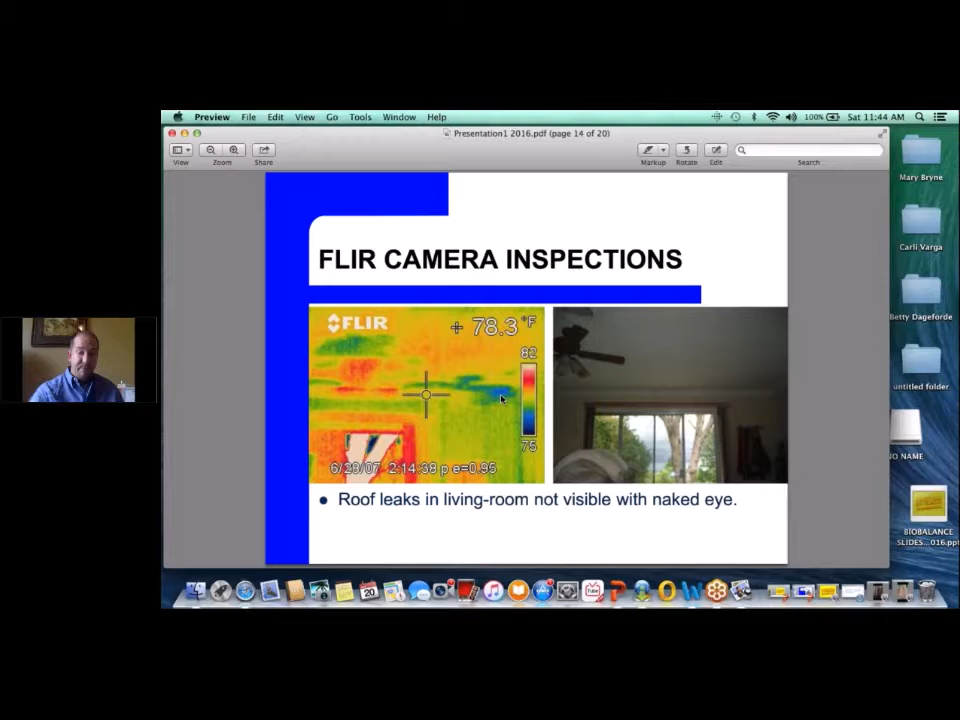 Preview File Edit View Go Tools Window Help
100% Sat 11:44 AM
Presentation1 2016.pdf (page 14 of 20)
View Zoom Share Markup Rotate Edit Search
Mary Bryne
Carli Varga
Betty Dageforde
untitled folder
NO NAME
BIOBALANCE
SLIDES...016.ppt
FLIR CAMERA INSPECTIONS
FLIR
78.3°F
82
75
6/23/07 2:14:38 p e=0.95
Roof leaks in living-room not visible with naked eye.
20